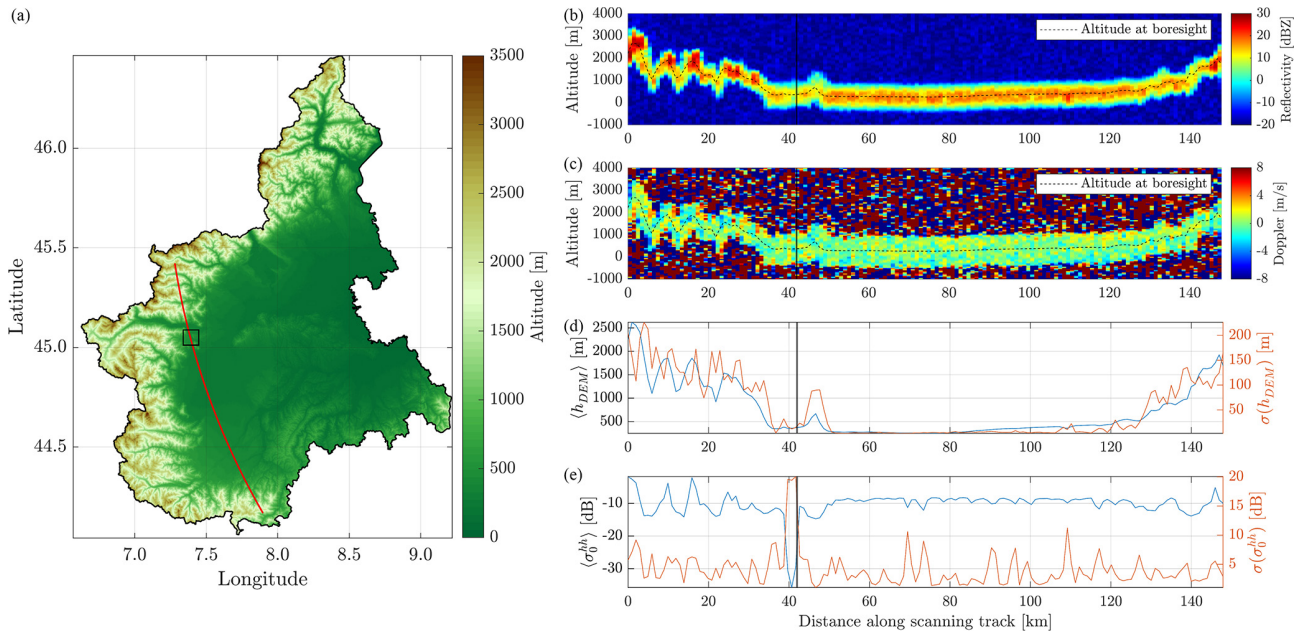 (a)
46.0
45.5
45.0
44.5
Latitude
7.0 7.5 8.0 8.5 9.0
Longitude
3500
3000
2500
2000
1500
1000
500
0
Altitude [m]
(b)
4000
3000
2000
1000
0
-1000
Altitude [m]
Altitude at boresight
0 20 40 60 80 100 120 140
30
20
10
0
-10
-20
Reflectivity [dBZ]
(c)
4000
3000
2000
1000
0
-1000
Altitude [m]
Altitude at boresight
0 20 40 60 80 100 120 140
8
4
0
-4
-8
Doppler [m/s]
(d)
2500
2000
1500
1000
500
⟨h_DEM⟩ [m]
200
150
100
50
σ(h_DEM) [m]
0 20 40 60 80 100 120 140
(e)
-10
-20
-30
⟨σ_0^hh⟩ [dB]
20
15
10
5
σ(σ_0^hh) [dB]
0 20 40 60 80 100 120 140
Distance along scanning track [km]